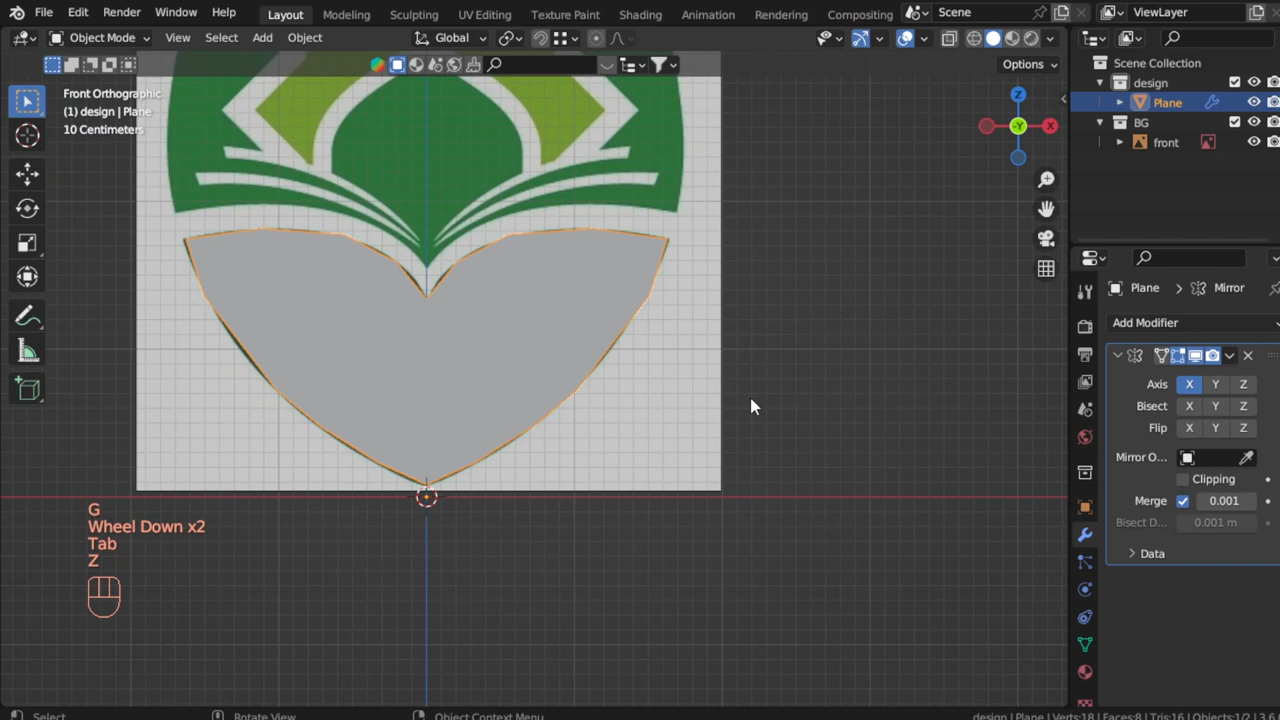 File Edit Render Window Help Layout Modeling Sculpting UV Editing Texture Paint Shading Animation Rendering Compositing Scene ViewLayer
Object Mode View Select Add Object Global
Options
Front Orthographic
(1) design | Plane
10 Centimeters
Z
X
-Y
Scene Collection
design
Plane
BG
front
Plane > Mirror
Add Modifier
Axis X Y Z
Bisect X Y Z
Flip X Y Z
Mirror O...
Clipping
Merge 0.001
Bisect D... 0.001 m
Data
G
Wheel Down x2
Tab
Z
Select Rotate View Object Context Menu design | Plane | Verts:18 | Faces:8 | Tris:16 | Objects:1/2 | 3.6